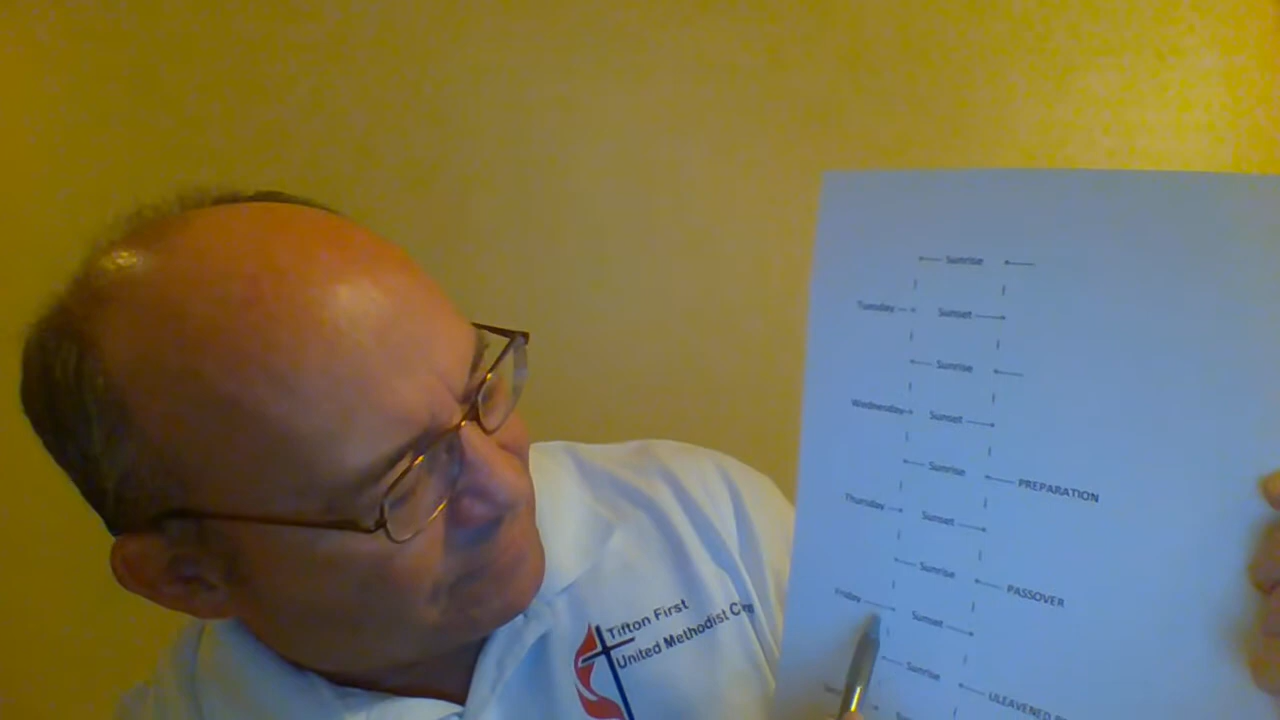 Sunrise
Tuesday
Sunset
Sunrise
Wednesday
Sunset
Sunrise
PREPARATION
Thursday
Sunset
Sunrise
PASSOVER
Friday
Sunset
Sunrise
ULEAVENED
Tifton First
United Methodist